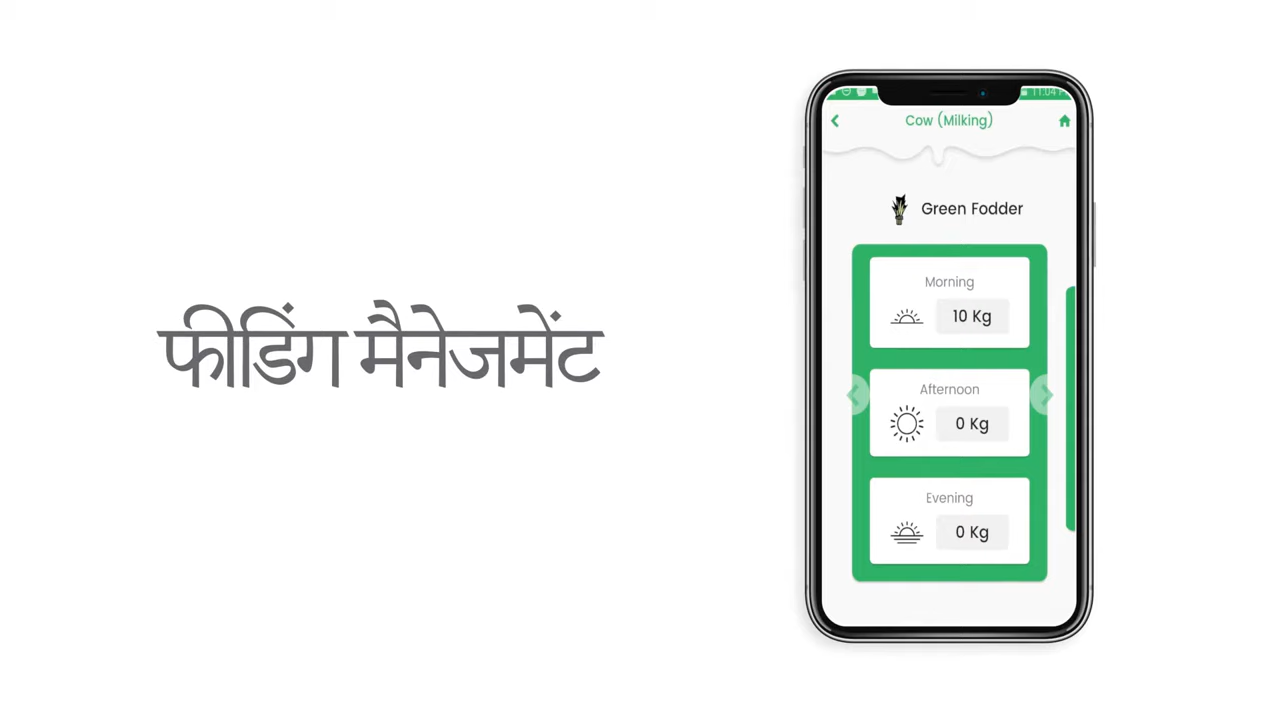 फीडिंग मैनेजमेंट
Cow (Milking)
Green Fodder
Morning
10 Kg
Afternoon
0 Kg
Evening
0 Kg